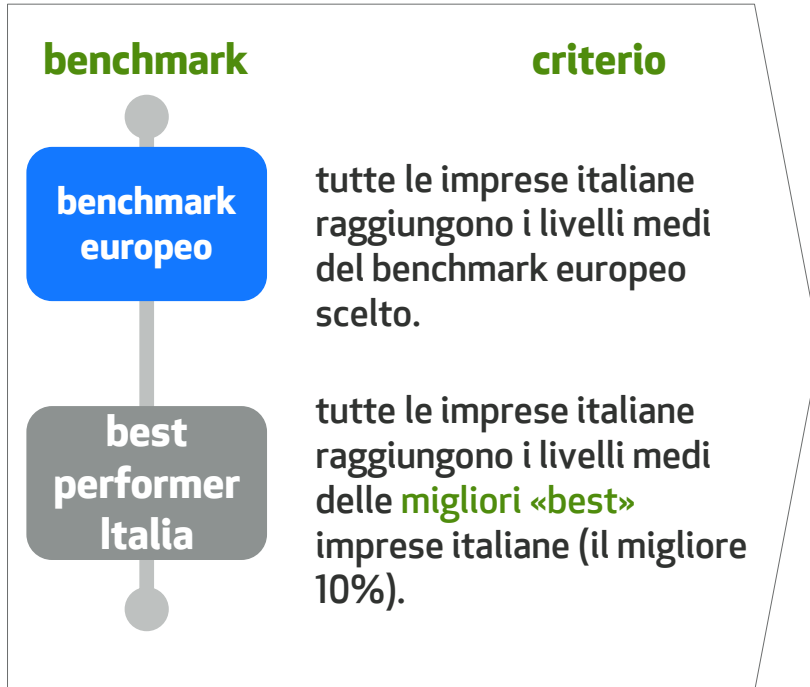 benchmark
criterio
benchmark
europeo
tutte le imprese italiane
raggiungono i livelli medi
del benchmark europeo
scelto.
best
performer
Italia
tutte le imprese italiane
raggiungono i livelli medi
delle migliori «best»
imprese italiane (il migliore
10%).